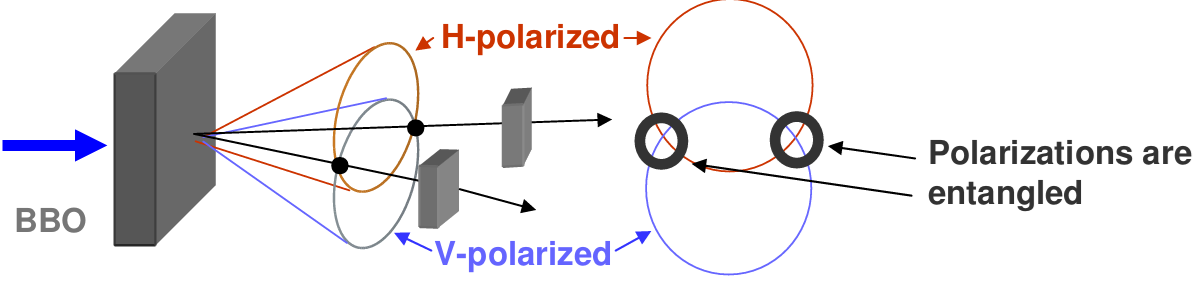 H-polarized
BBO
V-polarized
Polarizations are
entangled